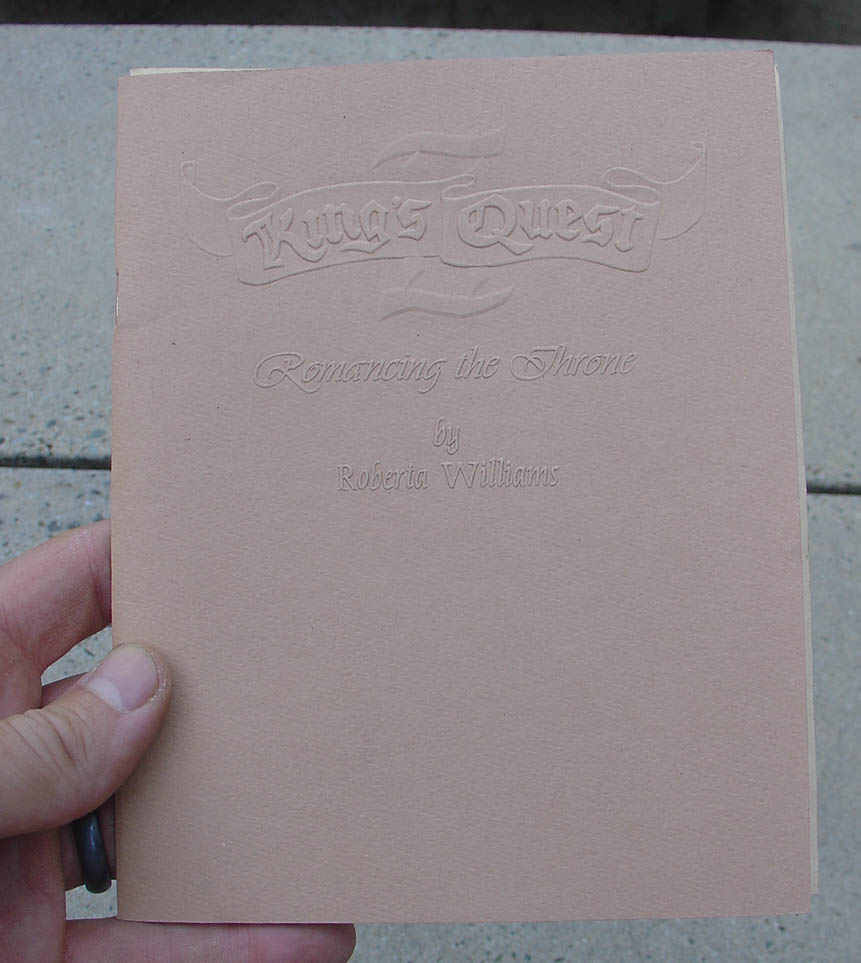 King's Quest
Romancing the Throne
by
Roberta Williams